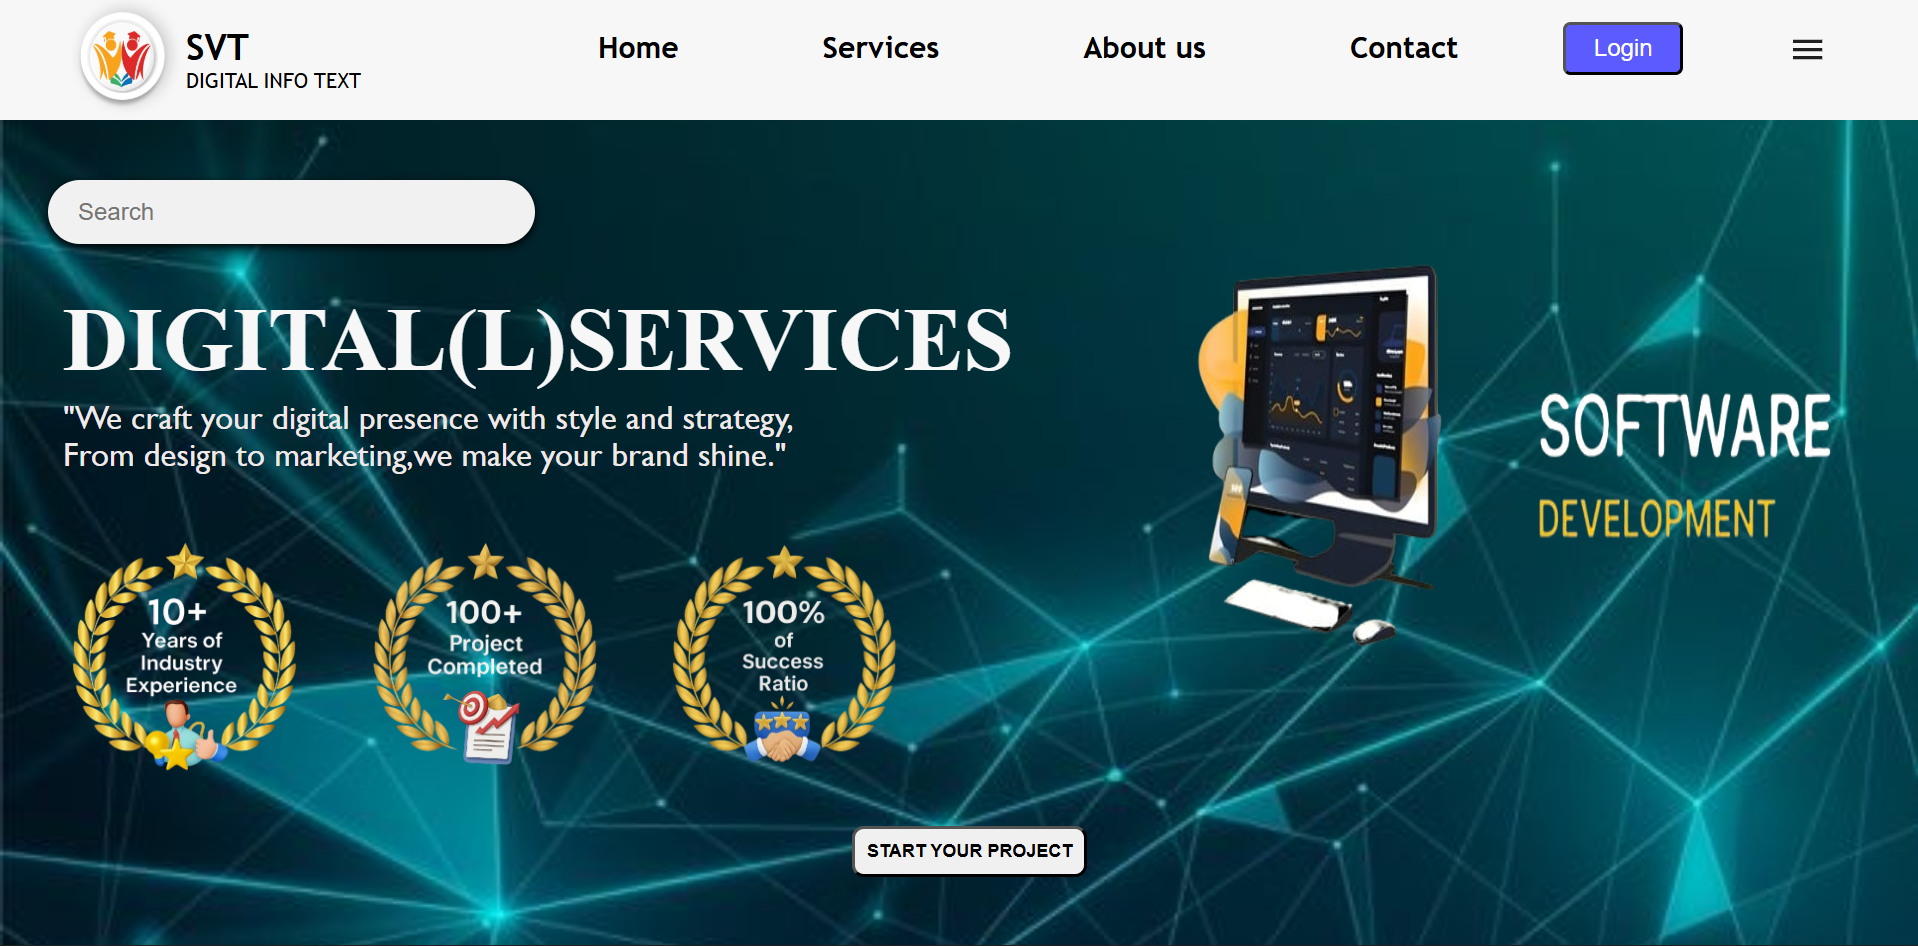 SVT
DIGITAL INFO TEXT
Home
Services
About us
Contact
Login
Search
DIGITAL(L)SERVICES
"We craft your digital presence with style and strategy,
From design to marketing,we make your brand shine."
SOFTWARE
DEVELOPMENT
10+
Years of
Industry
Experience
100+
Project
Completed
100%
of
Success
Ratio
START YOUR PROJECT